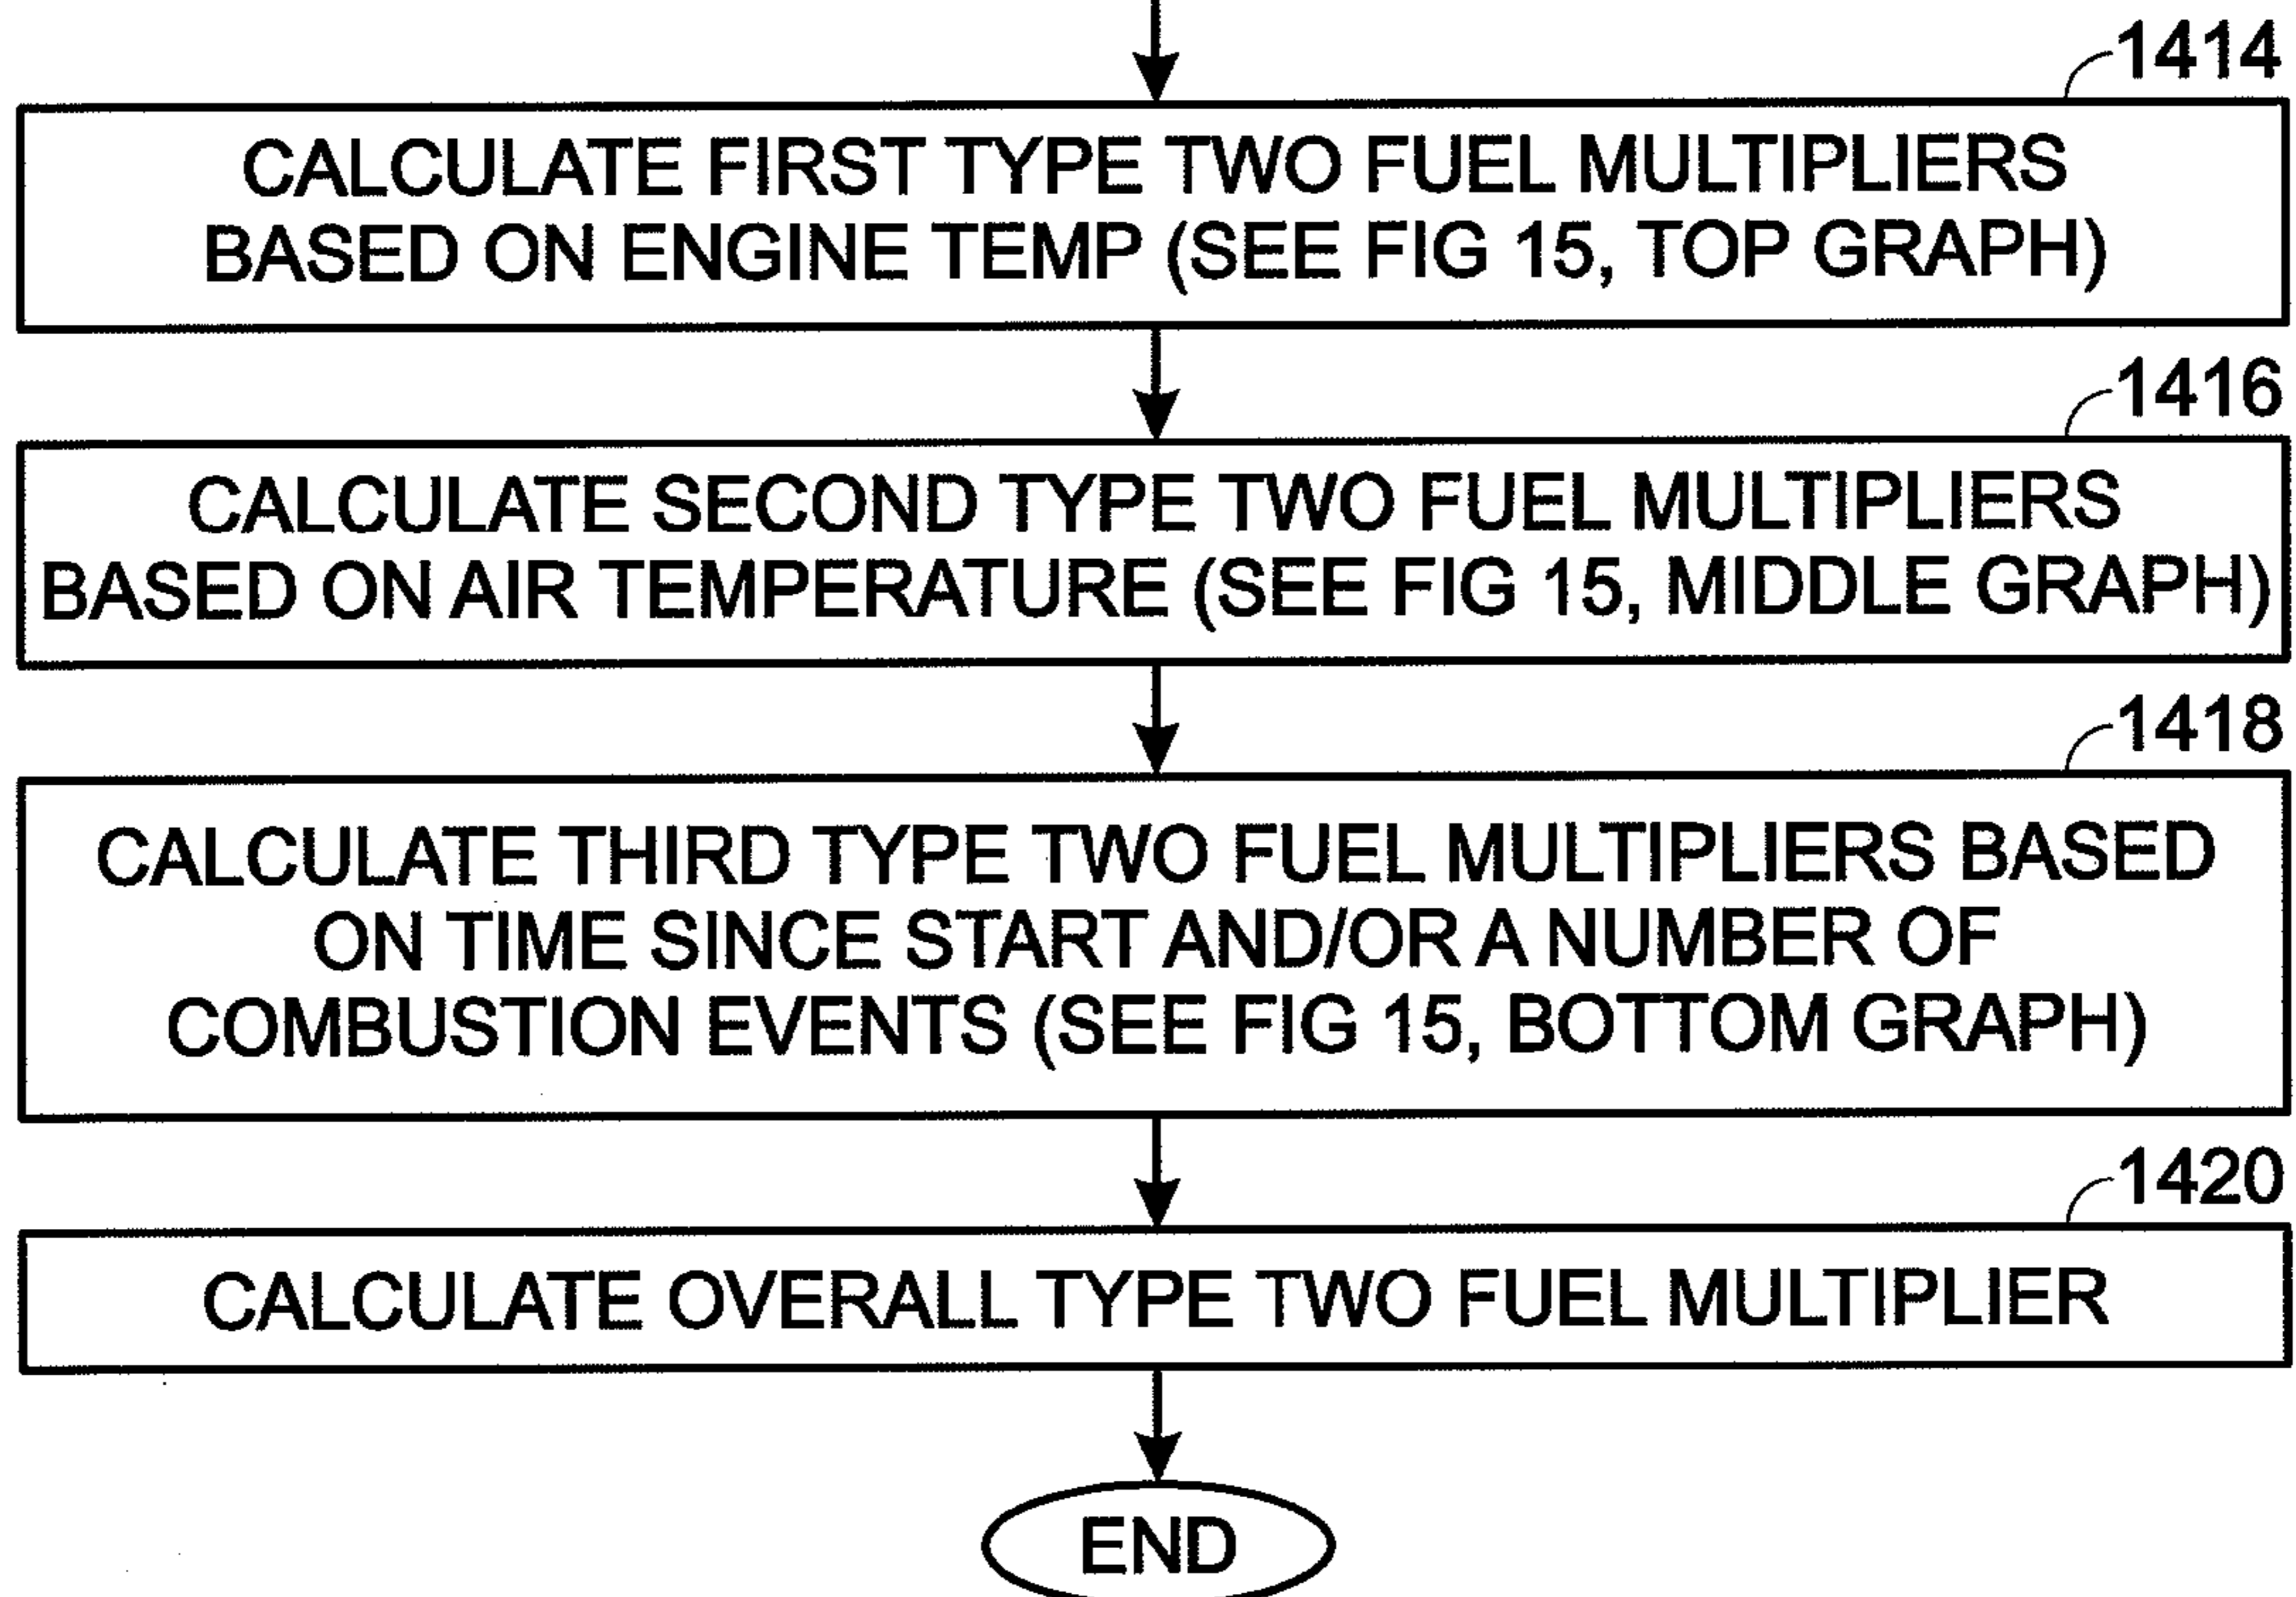 1414
CALCULATE FIRST TYPE TWO FUEL MULTIPLIERS
BASED ON ENGINE TEMP (SEE FIG 15, TOP GRAPH)
1416
CALCULATE SECOND TYPE TWO FUEL MULTIPLIERS
BASED ON AIR TEMPERATURE (SEE FIG 15, MIDDLE GRAPH)
1418
CALCULATE THIRD TYPE TWO FUEL MULTIPLIERS BASED
ON TIME SINCE START AND/OR A NUMBER OF
COMBUSTION EVENTS (SEE FIG 15, BOTTOM GRAPH)
1420
CALCULATE OVERALL TYPE TWO FUEL MULTIPLIER
END